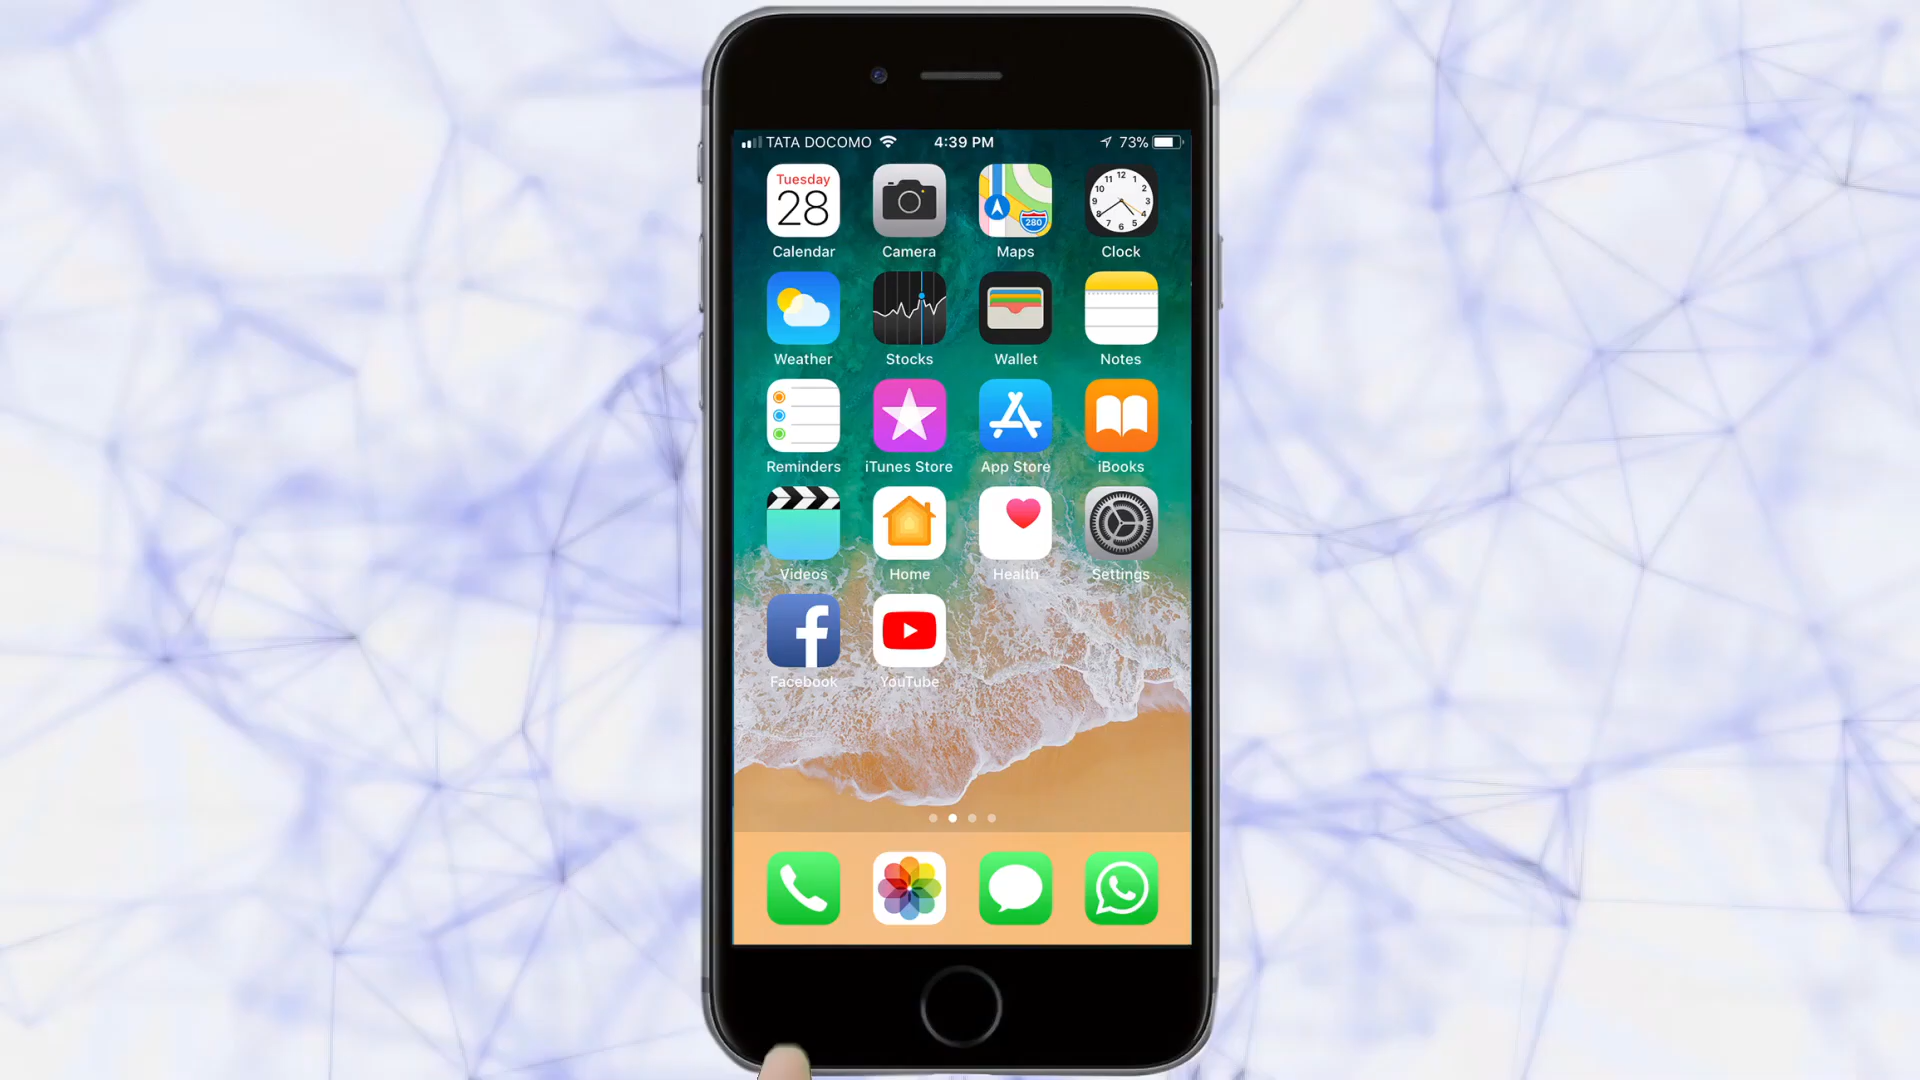 TATA DOCOMO 4:39 PM 73%
Tuesday
28
280
Calendar Camera Maps Clock
Weather Stocks Wallet Notes
Reminders iTunes Store App Store iBooks
Videos Home Health Settings
Facebook YouTube